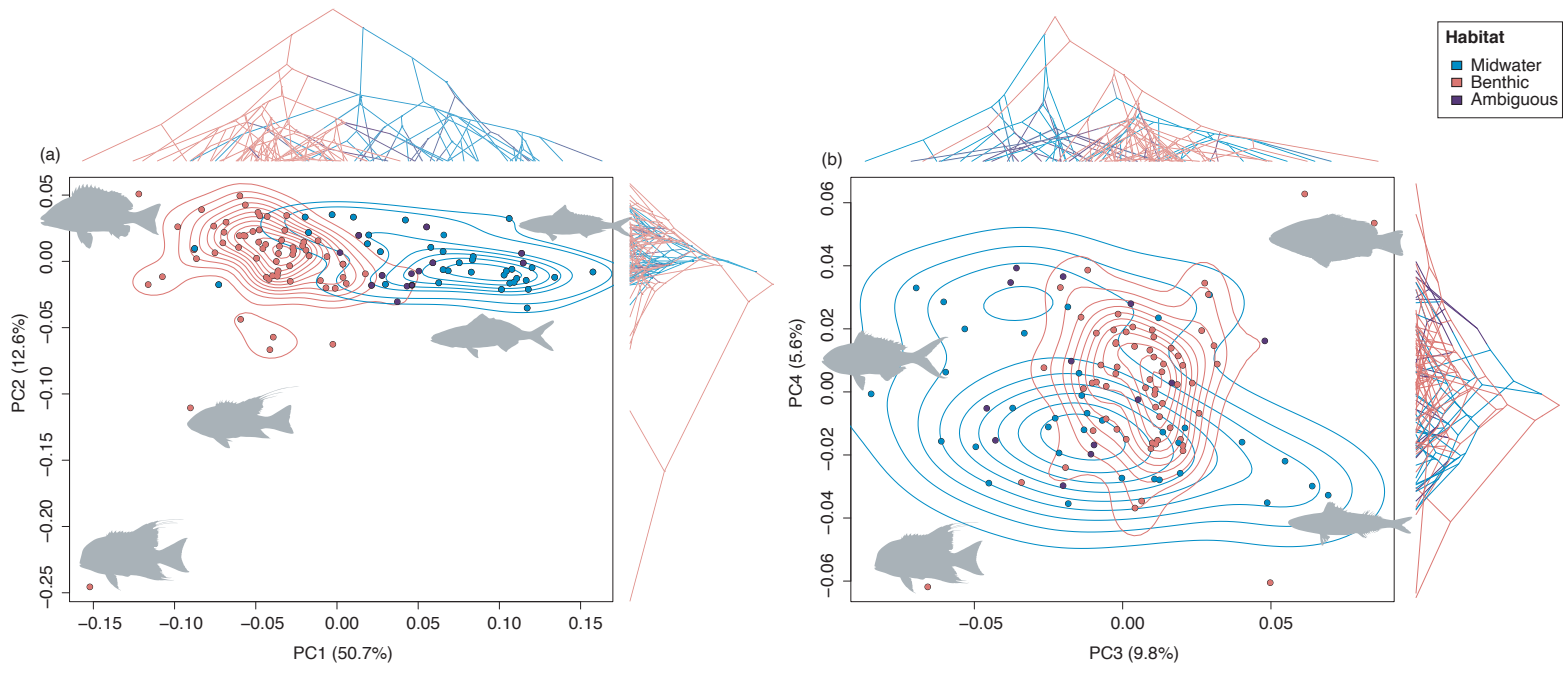 Habitat
Midwater
Benthic
Ambiguous
(a)
0.05
0.00
−0.05
−0.10
−0.15
−0.20
−0.25
PC2 (12.6%)
−0.15
−0.10
−0.05
0.00
0.05
0.10
0.15
PC1 (50.7%)
(b)
0.06
0.04
0.02
0.00
−0.02
−0.04
−0.06
PC4 (5.6%)
−0.05
0.00
0.05
PC3 (9.8%)